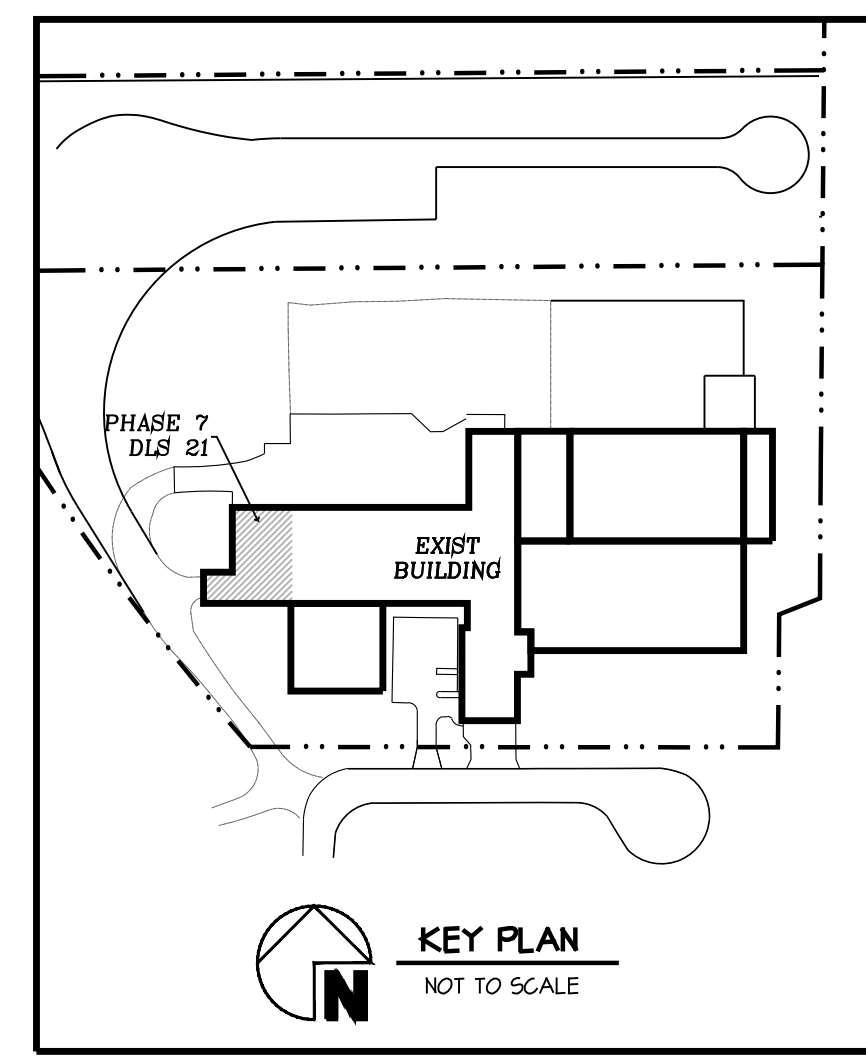 PHASE 7
DLS 21
EXIST
BUILDING
KEY PLAN
N
NOT TO SCALE